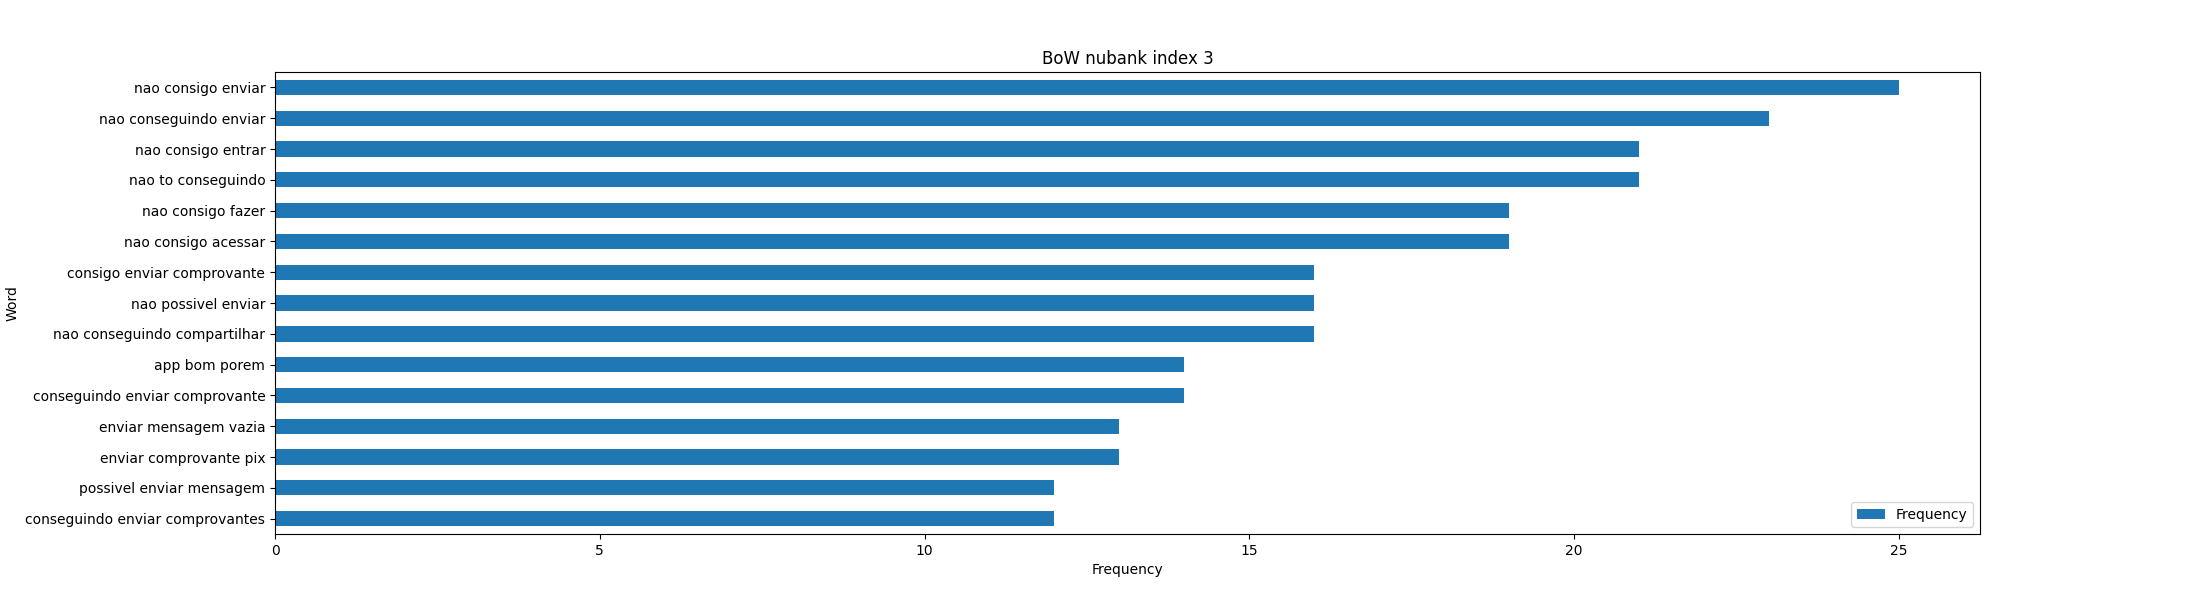 BoW nubank index 3
nao consigo enviar
nao conseguindo enviar
nao consigo entrar
nao to conseguindo
nao consigo fazer
nao consigo acessar
consigo enviar comprovante
nao possivel enviar
nao conseguindo compartilhar
app bom porem
conseguindo enviar comprovante
enviar mensagem vazia
enviar comprovante pix
possivel enviar mensagem
conseguindo enviar comprovantes
Word
Frequency
0 5 10 15 20 25
Frequency